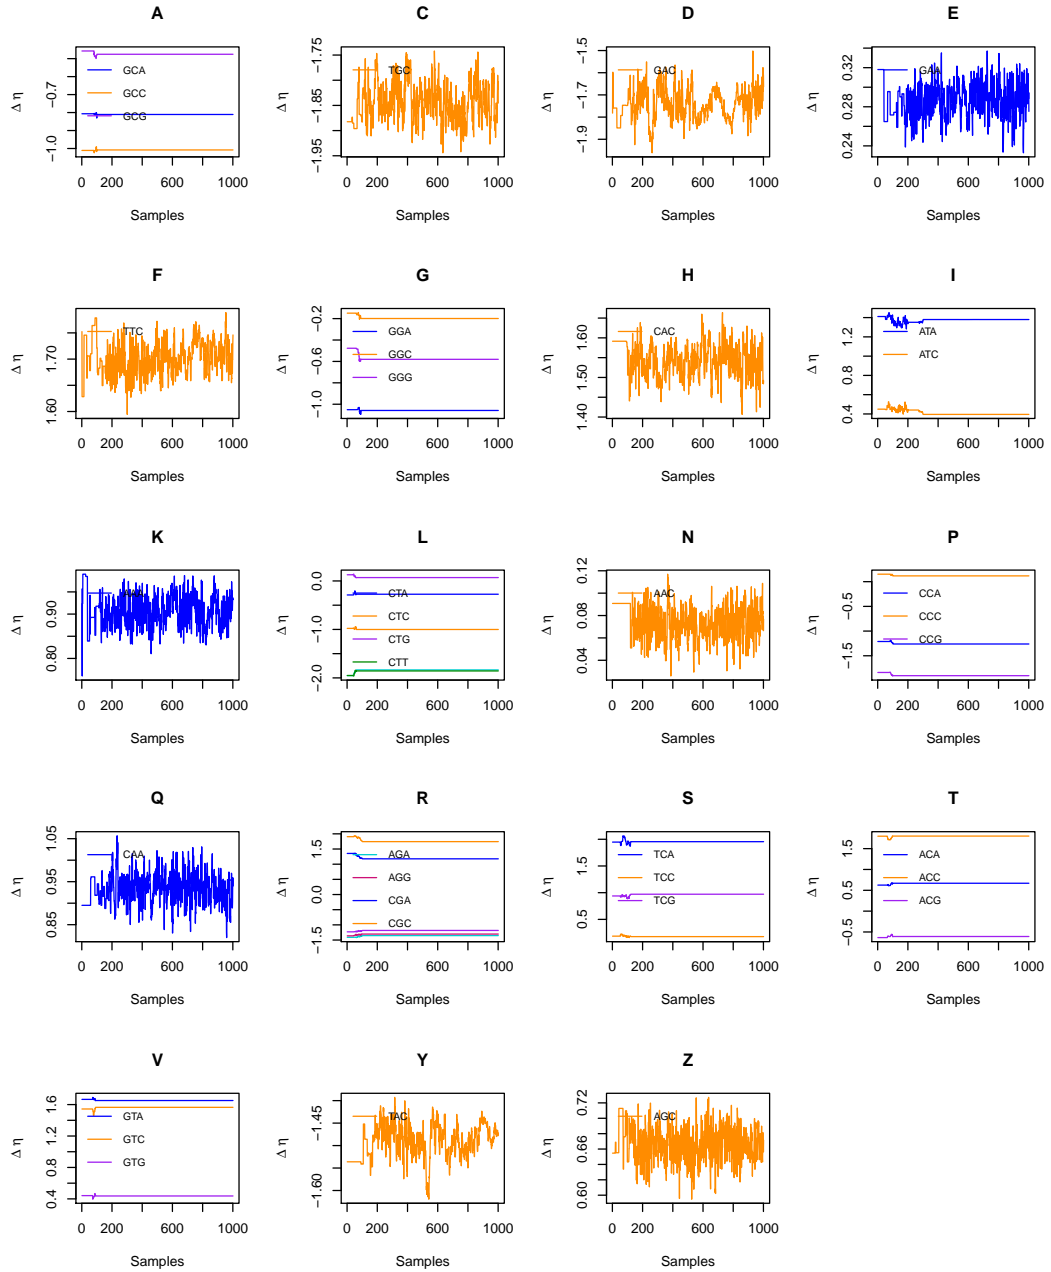 A
Δ η
−1.0 −0.7
GCA
GCC
GCG
0 200 600 1000
Samples
C
Δ η
−1.95 −1.85 −1.75
TGC
0 200 600 1000
Samples
D
Δ η
−1.9 −1.7 −1.5
GAC
0 200 600 1000
Samples
E
Δ η
0.24 0.28 0.32
GAA
0 200 600 1000
Samples
F
Δ η
1.60 1.70
TTC
0 200 600 1000
Samples
G
Δ η
−1.0 −0.6 −0.2
GGA
GGC
GGG
0 200 600 1000
Samples
H
Δ η
1.40 1.50 1.60
CAC
0 200 600 1000
Samples
I
Δ η
0.4 0.8 1.2
ATA
ATC
0 200 600 1000
Samples
K
Δ η
0.80 0.90
0 200 600 1000
Samples
L
Δ η
−2.0 −1.0 0.0
CTA
CTC
CTG
CTT
0 200 600 1000
Samples
N
Δ η
0.04 0.08 0.12
AAC
0 200 600 1000
Samples
P
Δ η
−1.5 −0.5
CCA
CCC
CCG
0 200 600 1000
Samples
Q
Δ η
0.85 0.95 1.05
CAA
0 200 600 1000
Samples
R
Δ η
−1.5 0.0 1.5
AGA
AGG
CGA
CGC
0 200 600 1000
Samples
S
Δ η
0.5 1.5
TCA
TCC
TCG
0 200 600 1000
Samples
T
Δ η
−0.5 0.5 1.5
ACA
ACC
ACG
0 200 600 1000
Samples
V
Δ η
0.4 0.8 1.2 1.6
GTA
GTC
GTG
0 200 600 1000
Samples
Y
Δ η
−1.60 −1.45
TAC
0 200 600 1000
Samples
Z
Δ η
0.60 0.66 0.72
AGC
0 200 600 1000
Samples